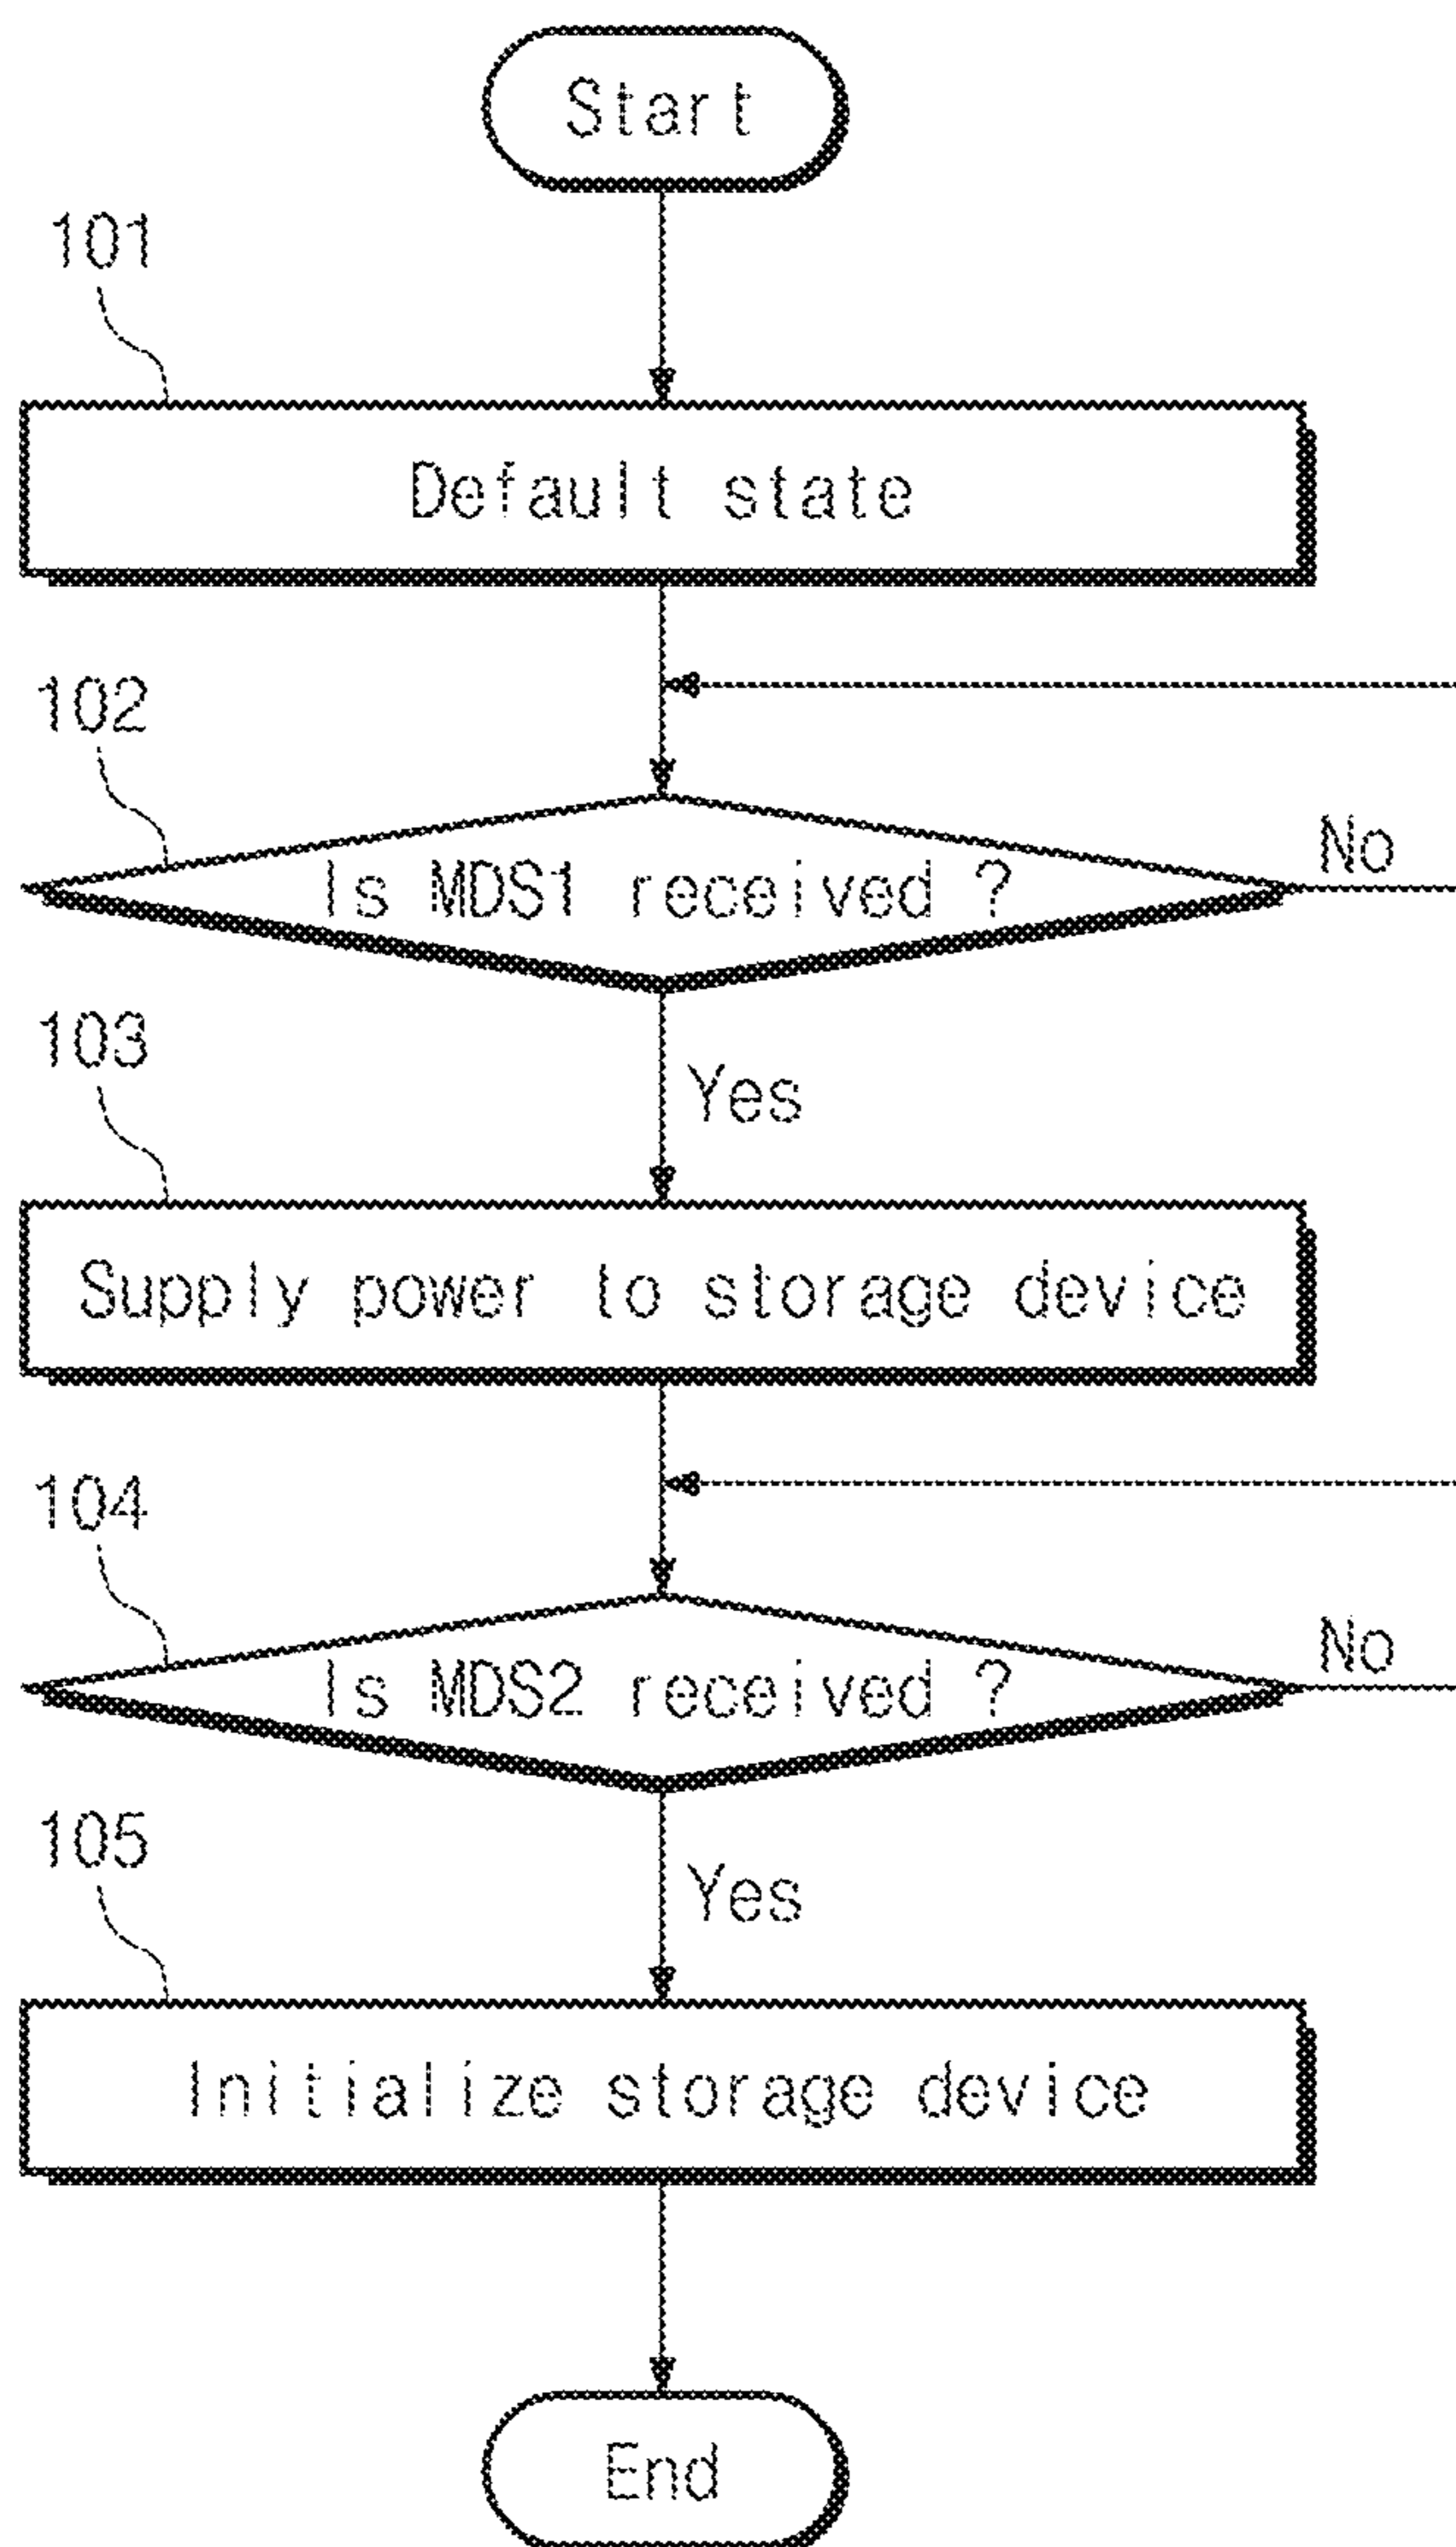 Start
101
Default state
102
Is MDS1 received ?
No
103
Yes
Supply power to storage device
104
Is MDS2 received ?
No
105
Yes
Initialize storage device
End